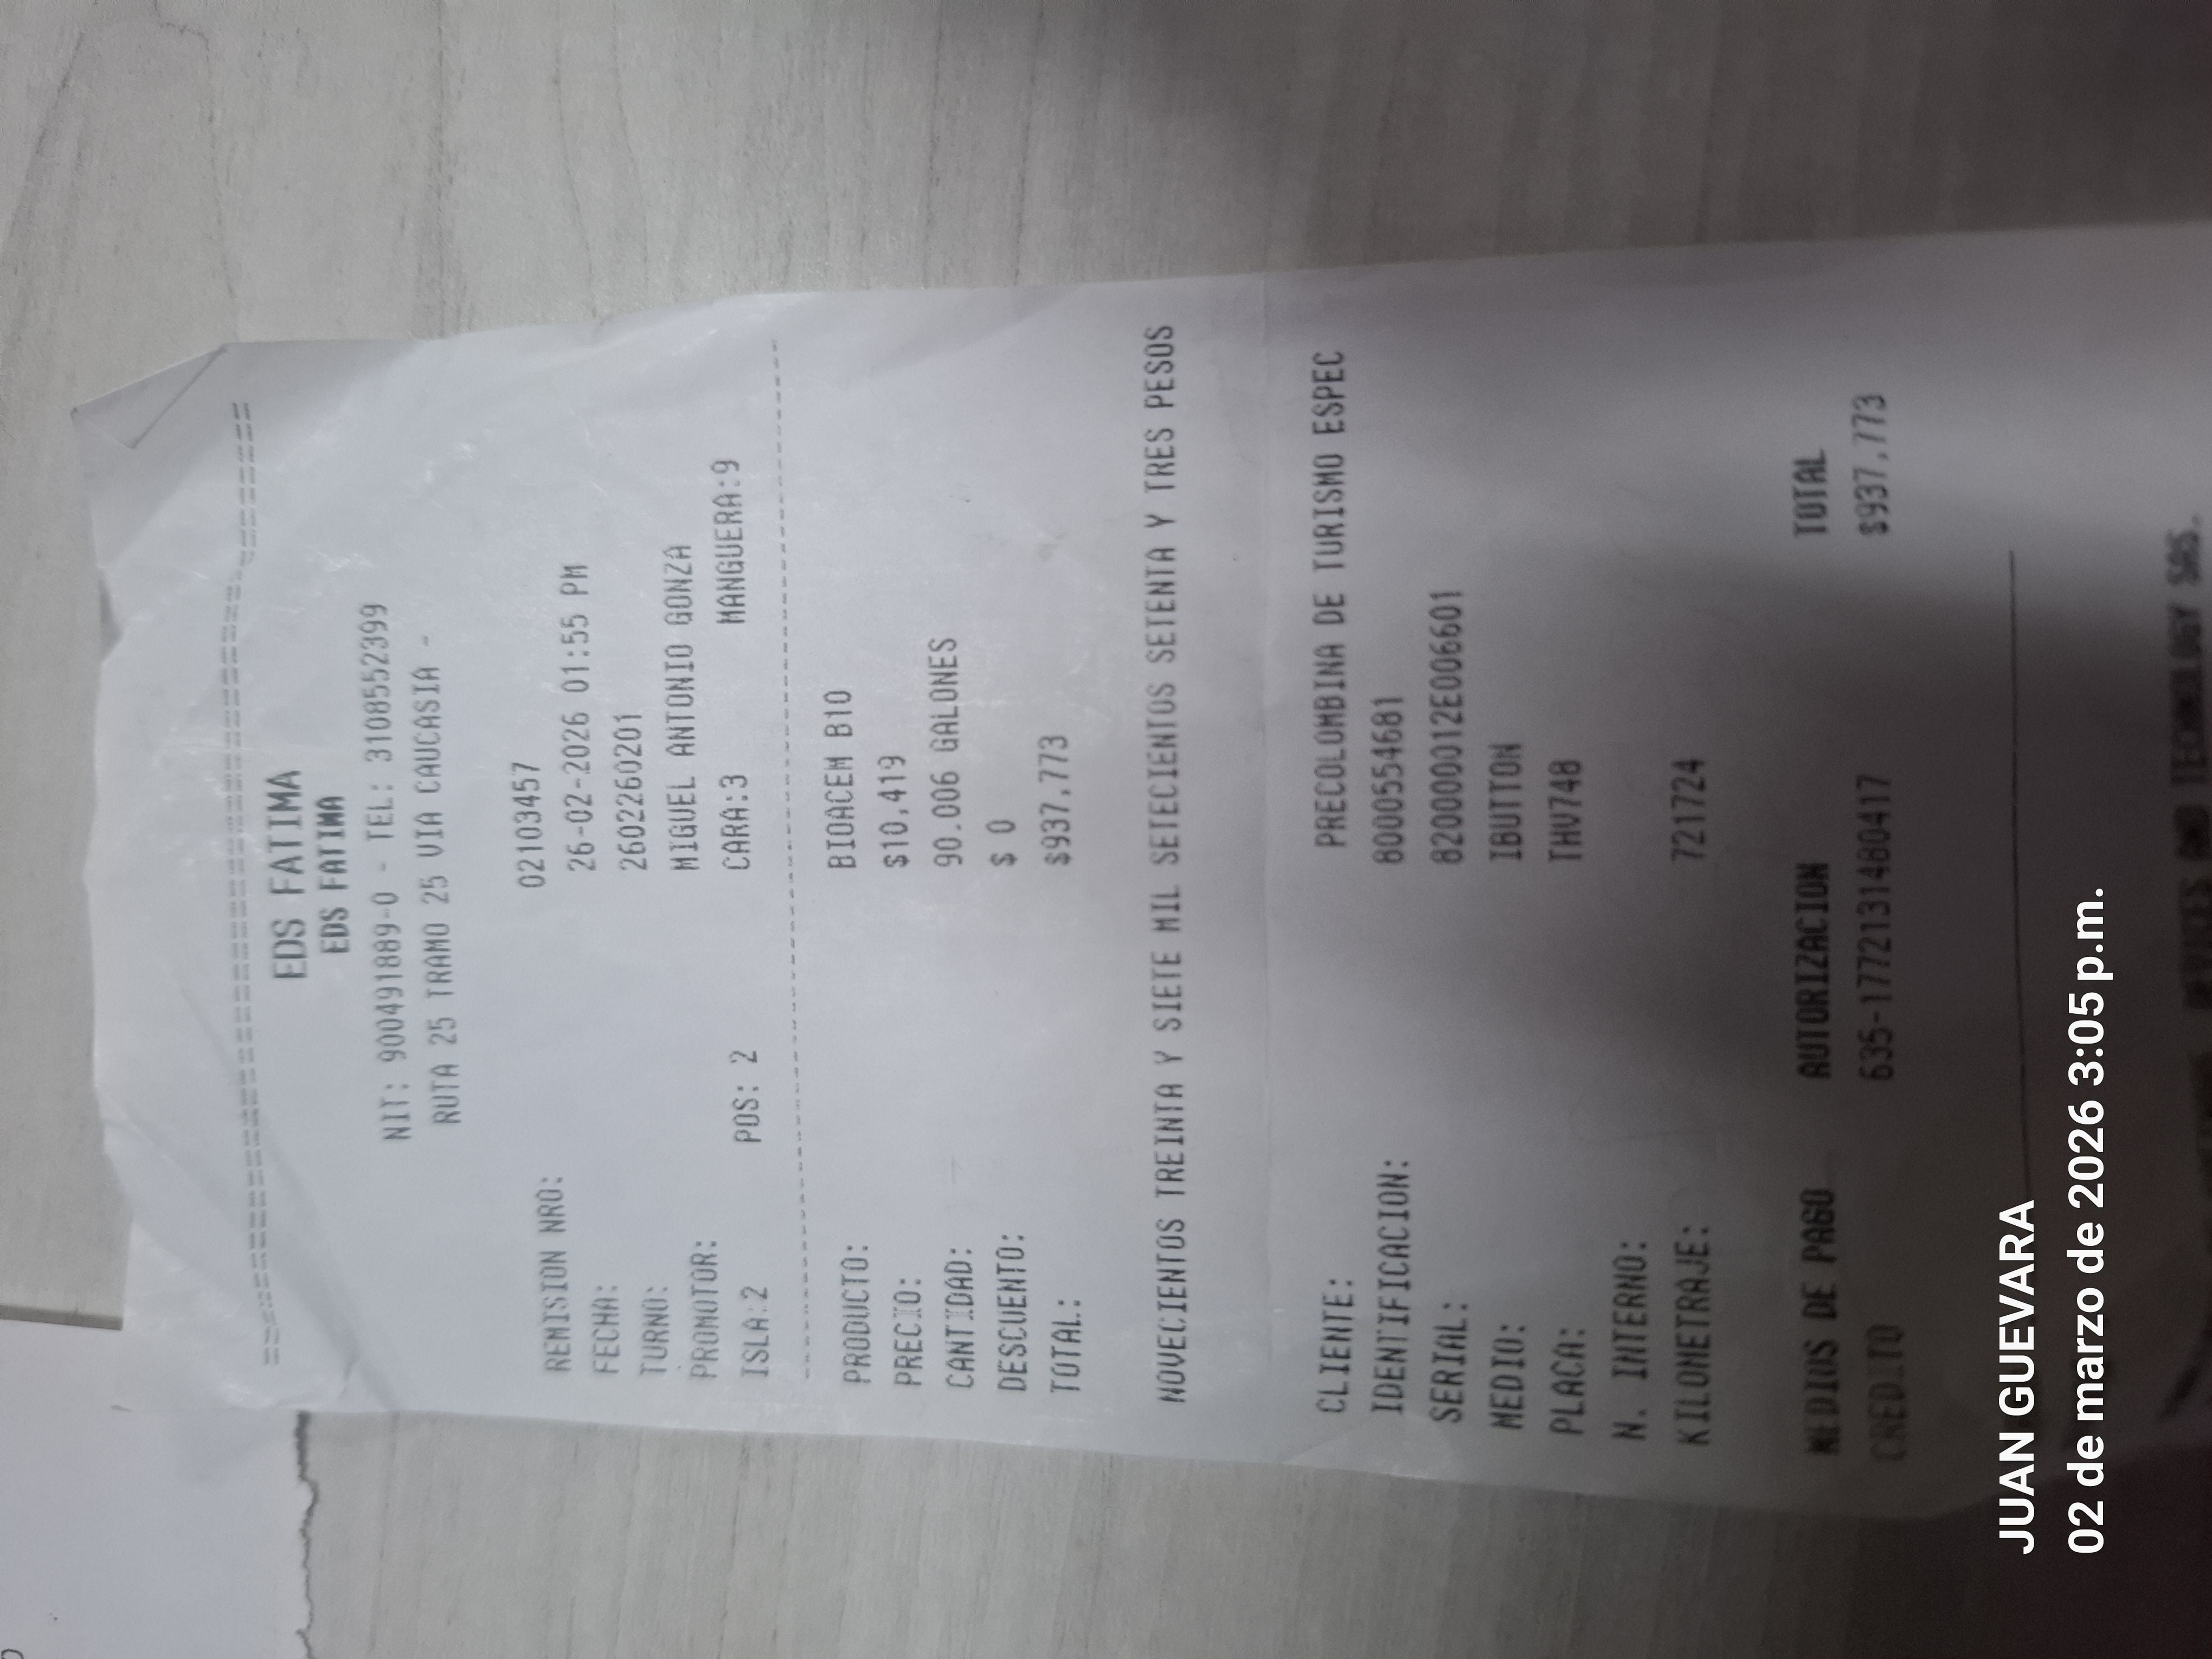 EDS FATIMA
EDS FATIMA
NIT: 900491889-0 - TEL: 3108552399
RUTA 25 TRAMO 25 VIA CAUCASIA -
REMISION NRO: 02103457
FECHA: 26-02-2026 01:55 PM
TURNO: 2602260201
PROMOTOR: MIGUEL ANTONIO GONZA
ISLA:2 POS: 2 CARA:3 MANGUERA:9
PRODUCTO: BIOACEM B10
PRECIO: $10,419
CANTIDAD: 90.006 GALONES
DESCUENTO: $ 0
TOTAL: $937,773
NOVECIENTOS TREINTA Y SIETE MIL SETECIENTOS SETENTA Y TRES PESOS
CLIENTE: PRECOLOMBINA DE TURISMO ESPEC
IDENTIFICACION: 8000554681
SERIAL: 8200000012E006601
MEDIO: IBUTTON
PLACA: THV748
N. INTERNO:
KILOMETRAJE: 721724
MEDIOS DE PAGO AUTORIZACION TOTAL
CREDITO 635-1772131480417 $937,773
AND TECHNOLOGY SAS.
JUAN GUEVARA
02 de marzo de 2026 3:05 p.m.